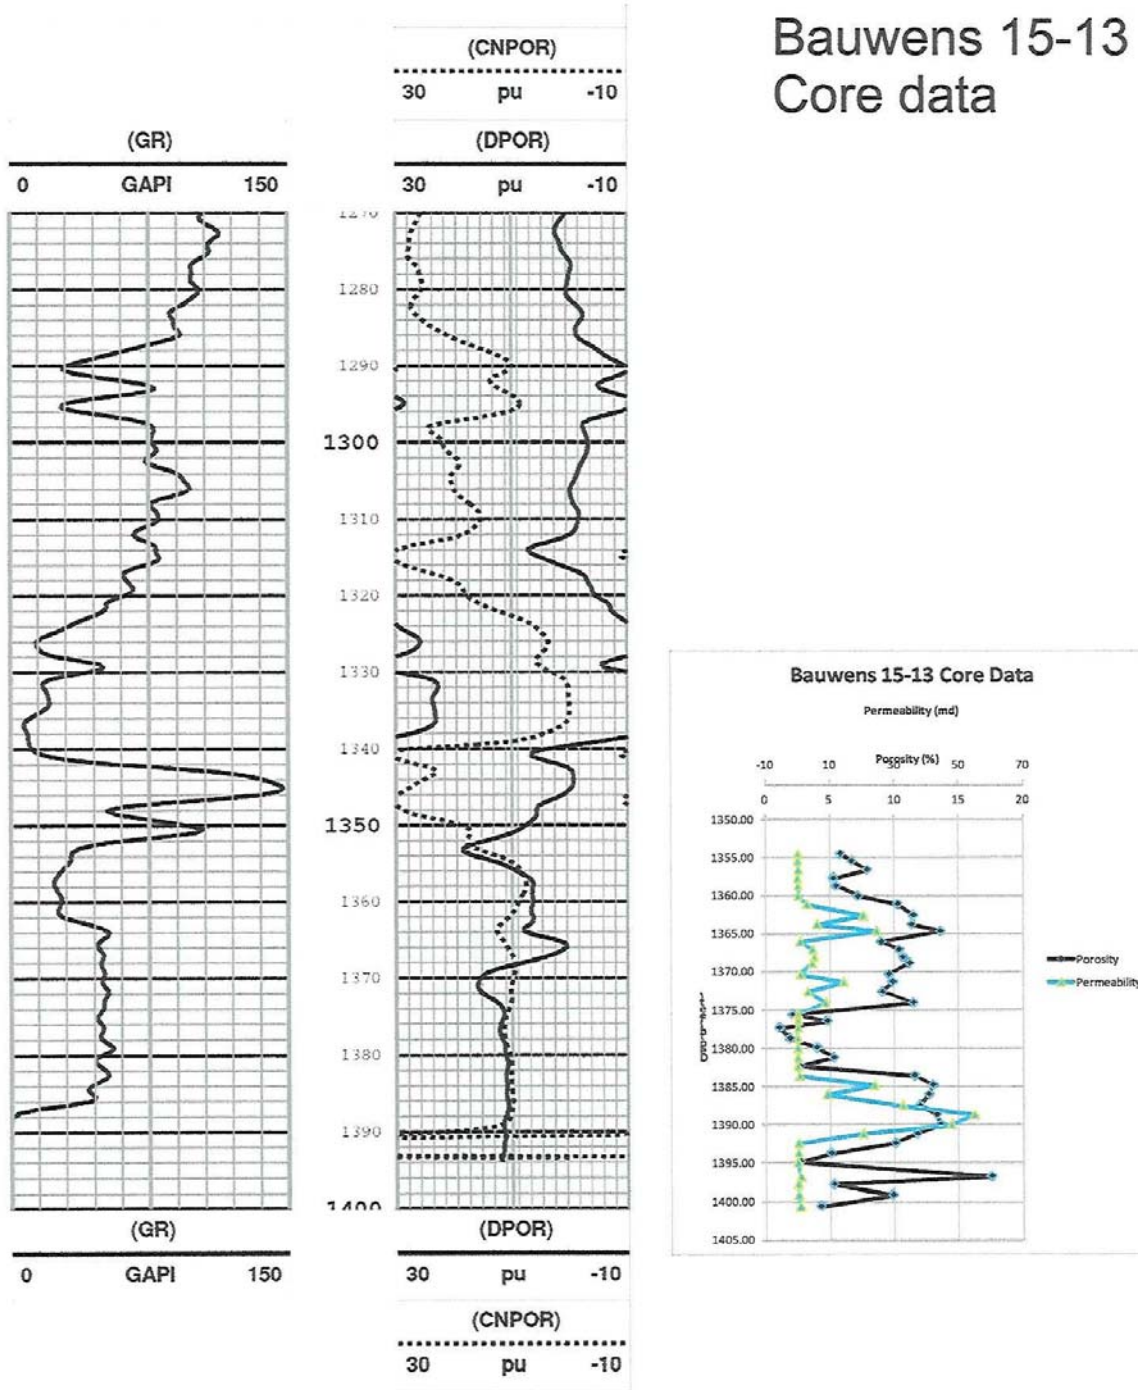 Bauwens 15-13
Core data
(CNPOR)
30 pu -10
(GR)
0 GAPI 150
(DPOR)
30 pu -10
1270
1280
1290
1300
1310
1320
1330
1340
1350
1360
1370
1380
1390
1400
(GR)
0 GAPI 150
(DPOR)
30 pu -10
(CNPOR)
30 pu -10
Bauwens 15-13 Core Data
Permeability (md)
Porosity (%)
-10 10 30 50 70
0 5 10 15 20
1350.00
1355.00
1360.00
1365.00
1370.00
1375.00
1380.00
1385.00
1390.00
1395.00
1400.00
1405.00
Porosity
Permeability